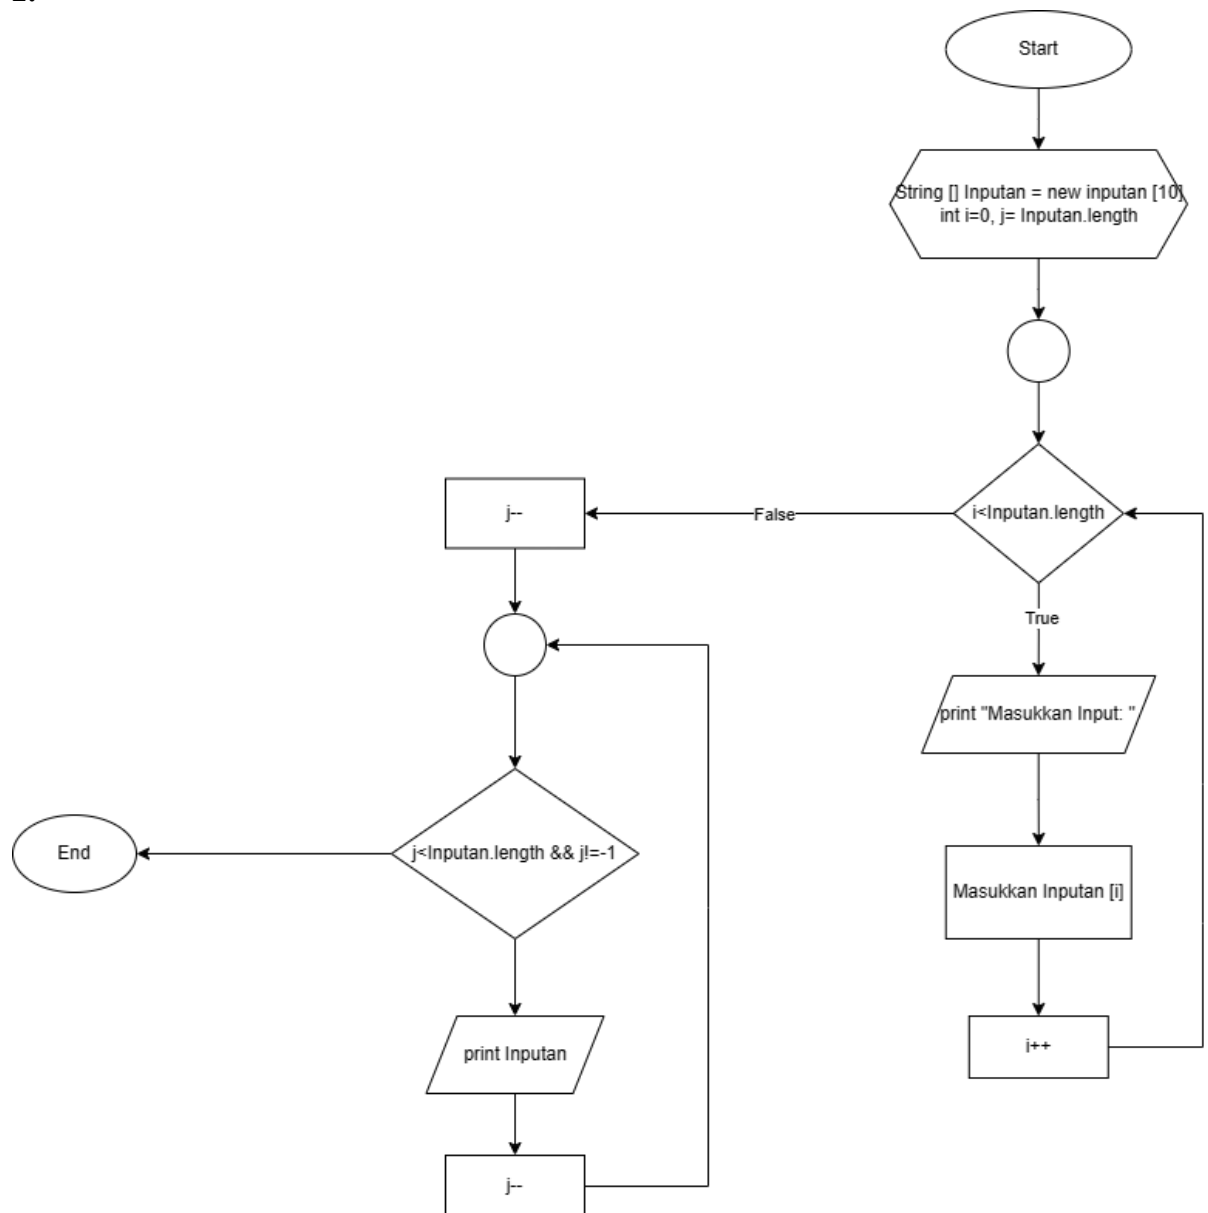 Start
String [] Inputan = new inputan [10]
int i=0, j= Inputan.length
i<Inputan.length
False
j--
True
print "Masukkan Input: "
Masukkan Inputan [i]
i++
j<Inputan.length && j!=-1
End
print Inputan
j--